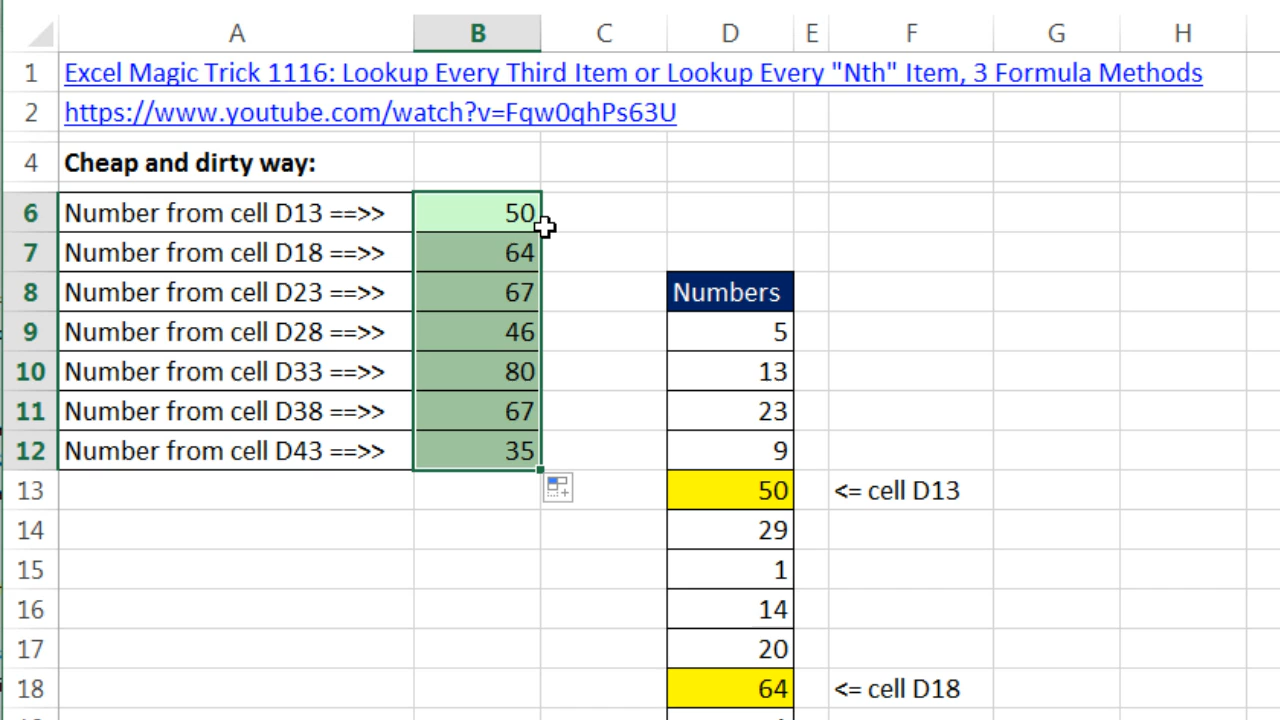 A B C D E F G H
1 Excel Magic Trick 1116: Lookup Every Third Item or Lookup Every "Nth" Item, 3 Formula Methods
2 https://www.youtube.com/watch?v=Fqw0qhPs63U
4 Cheap and dirty way:
6 Number from cell D13 ==>> 50
7 Number from cell D18 ==>> 64
8 Number from cell D23 ==>> 67 Numbers
9 Number from cell D28 ==>> 46 5
10 Number from cell D33 ==>> 80 13
11 Number from cell D38 ==>> 67 23
12 Number from cell D43 ==>> 35 9
13 50 <= cell D13
14 29
15 1
16 14
17 20
18 64 <= cell D18